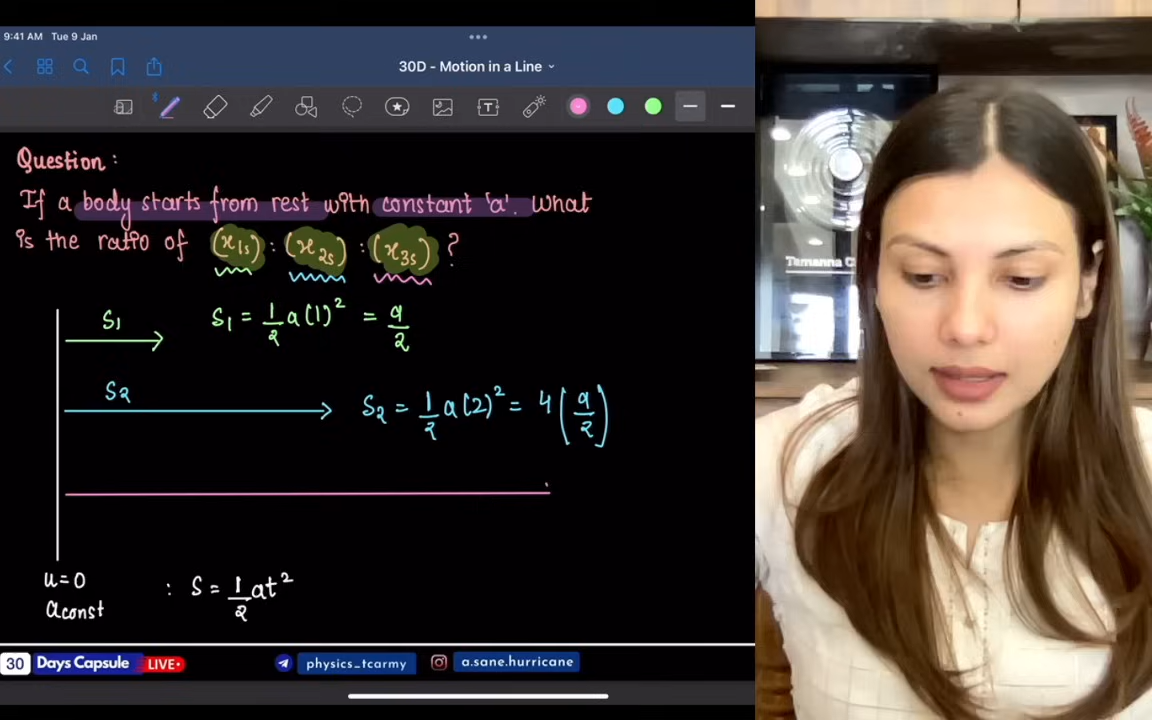 9:41 AM Tue 9 Jan
30D - Motion in a Line
Question :
If a body starts from rest with constant 'a'. What
is the ratio of (x1s) : (x2s) : (x3s) ?
S1
S1 = 1/2 a(1)² = a/2
S2
S2 = 1/2 a(2)² = 4(a/2)
u = 0
a const
: S = 1/2 at²
30 Days Capsule LIVE
physics_tcarmy
a.sane.hurricane